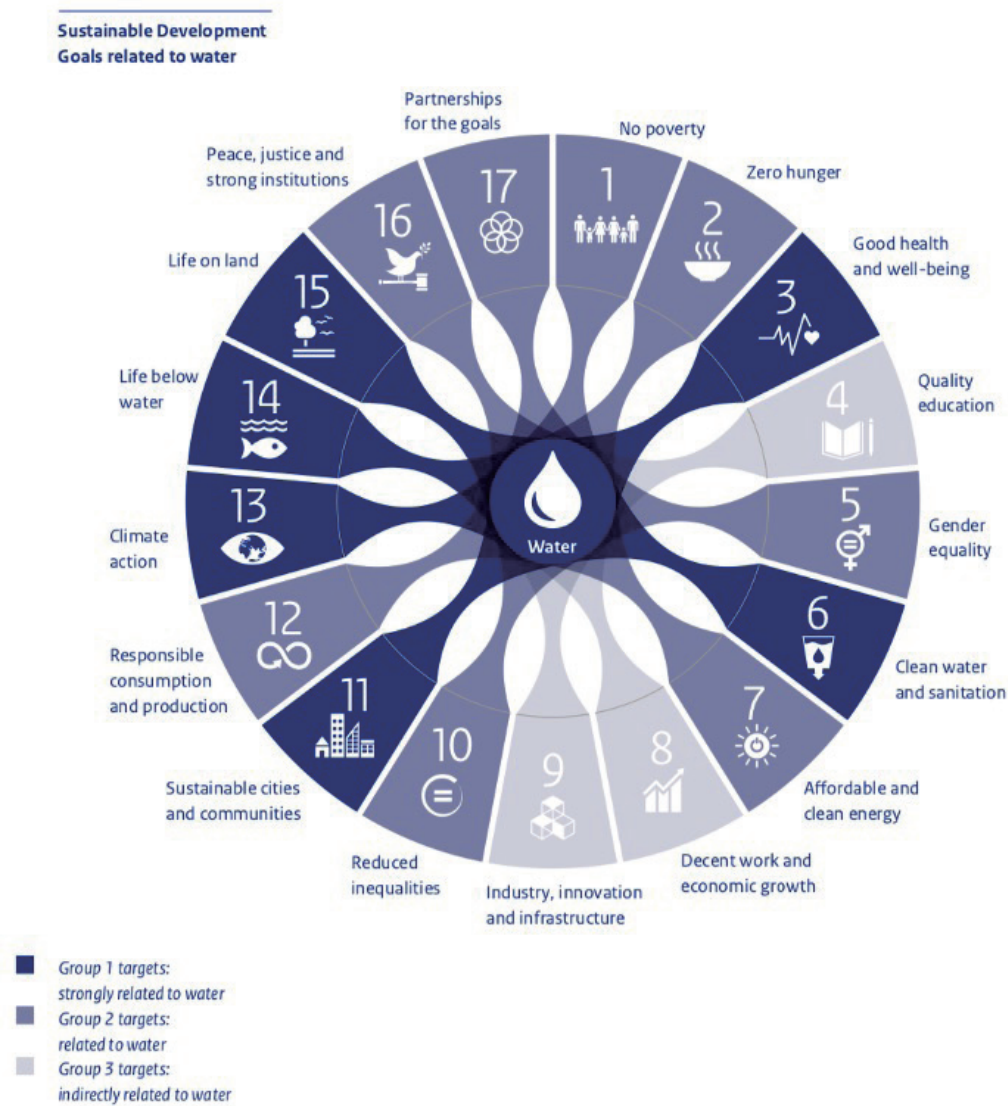 Sustainable Development
Goals related to water
Partnerships
for the goals
No poverty
Peace, justice and
strong institutions
Zero hunger
Life on land
Good health
and well-being
Life below
water
Quality
education
Climate
action
Gender
equality
Responsible
consumption
and production
Clean water
and sanitation
Sustainable cities
and communities
Affordable and
clean energy
Reduced
inequalities
Decent work and
economic growth
Industry, innovation
and infrastructure
1
2
3
4
5
6
7
8
9
10
11
12
13
14
15
16
17
Water
Group 1 targets:
strongly related to water
Group 2 targets:
related to water
Group 3 targets:
indirectly related to water